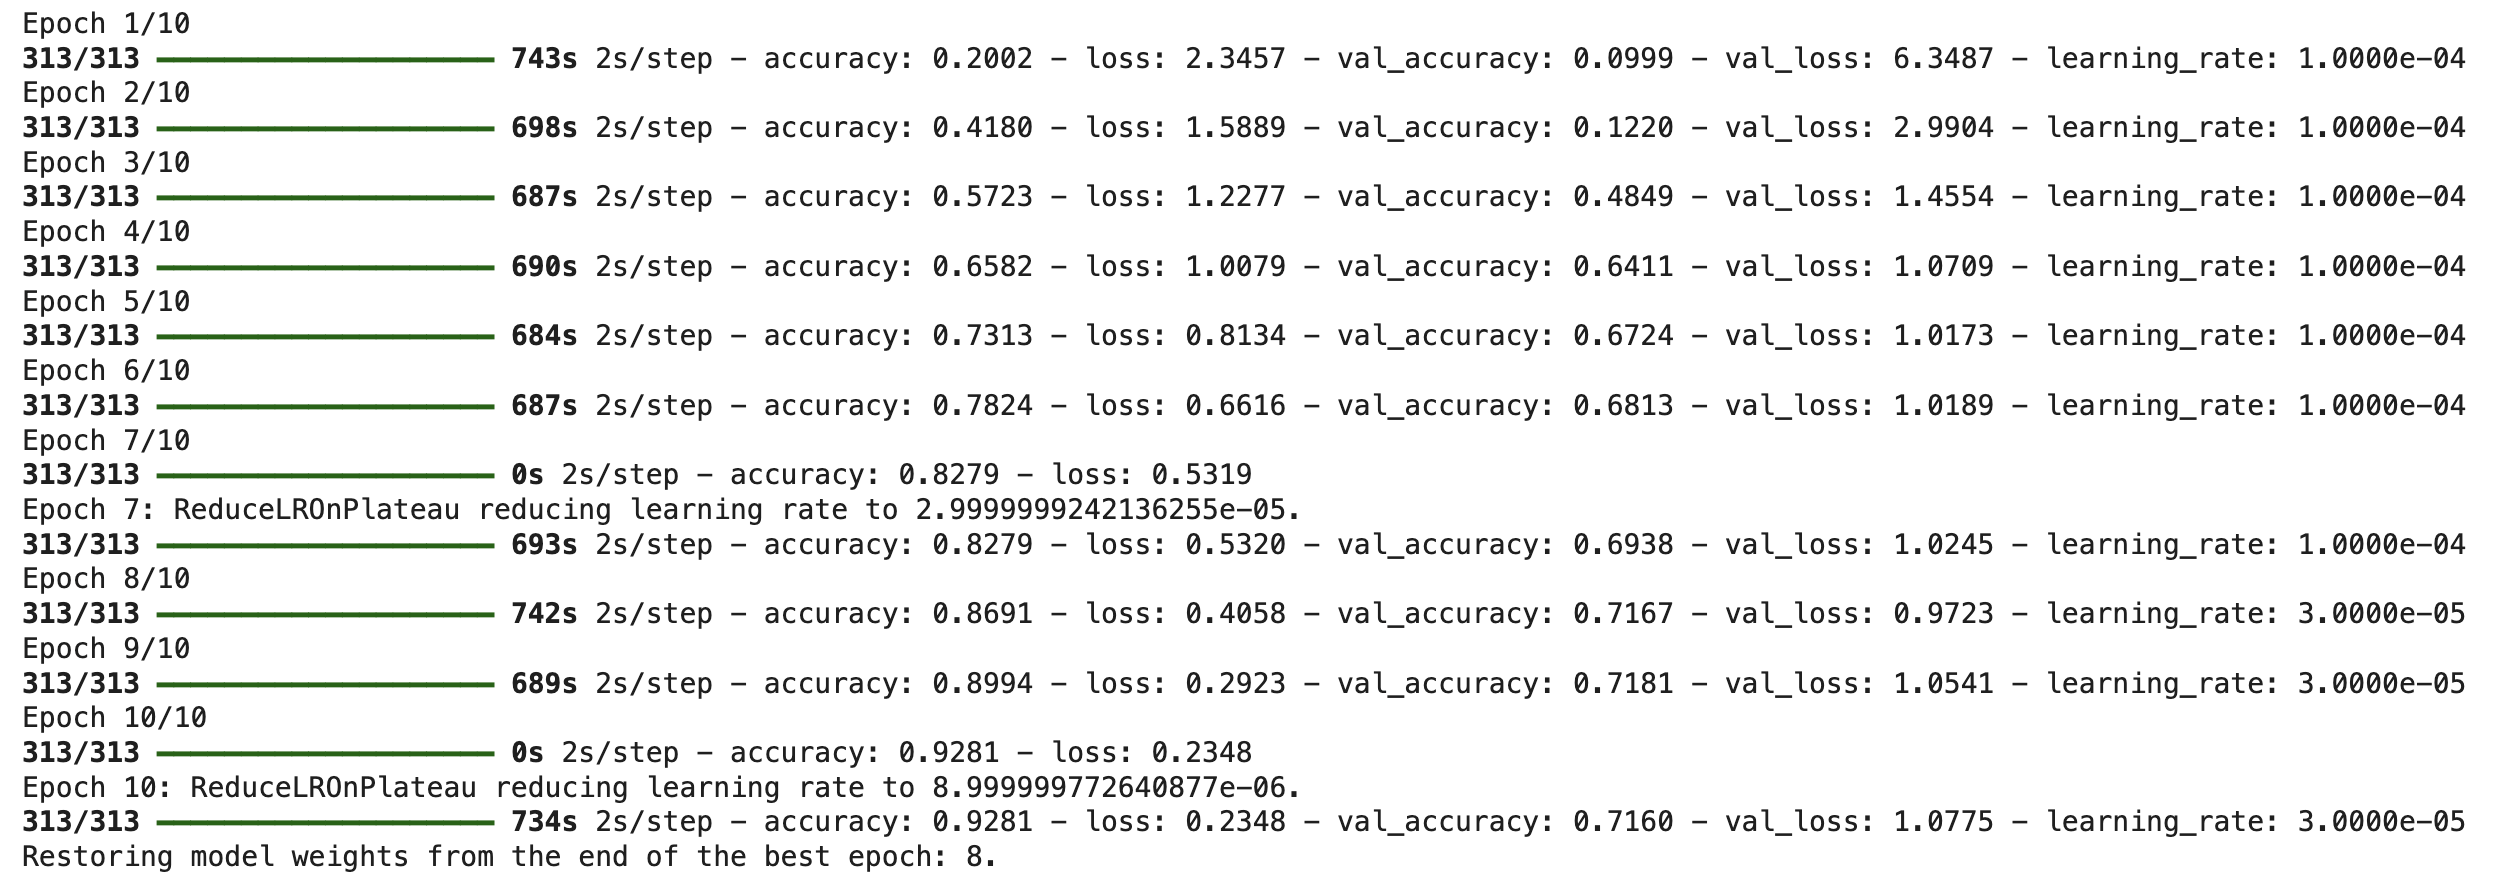 Epoch 1/10
313/313 ━━━━━━━━━━━━━━━━━━━━ 743s 2s/step - accuracy: 0.2002 - loss: 2.3457 - val_accuracy: 0.0999 - val_loss: 6.3487 - learning_rate: 1.0000e-04
Epoch 2/10
313/313 ━━━━━━━━━━━━━━━━━━━━ 698s 2s/step - accuracy: 0.4180 - loss: 1.5889 - val_accuracy: 0.1220 - val_loss: 2.9904 - learning_rate: 1.0000e-04
Epoch 3/10
313/313 ━━━━━━━━━━━━━━━━━━━━ 687s 2s/step - accuracy: 0.5723 - loss: 1.2277 - val_accuracy: 0.4849 - val_loss: 1.4554 - learning_rate: 1.0000e-04
Epoch 4/10
313/313 ━━━━━━━━━━━━━━━━━━━━ 690s 2s/step - accuracy: 0.6582 - loss: 1.0079 - val_accuracy: 0.6411 - val_loss: 1.0709 - learning_rate: 1.0000e-04
Epoch 5/10
313/313 ━━━━━━━━━━━━━━━━━━━━ 684s 2s/step - accuracy: 0.7313 - loss: 0.8134 - val_accuracy: 0.6724 - val_loss: 1.0173 - learning_rate: 1.0000e-04
Epoch 6/10
313/313 ━━━━━━━━━━━━━━━━━━━━ 687s 2s/step - accuracy: 0.7824 - loss: 0.6616 - val_accuracy: 0.6813 - val_loss: 1.0189 - learning_rate: 1.0000e-04
Epoch 7/10
313/313 ━━━━━━━━━━━━━━━━━━━━ 0s 2s/step - accuracy: 0.8279 - loss: 0.5319
Epoch 7: ReduceLROnPlateau reducing learning rate to 2.9999999242136255e-05.
313/313 ━━━━━━━━━━━━━━━━━━━━ 693s 2s/step - accuracy: 0.8279 - loss: 0.5320 - val_accuracy: 0.6938 - val_loss: 1.0245 - learning_rate: 1.0000e-04
Epoch 8/10
313/313 ━━━━━━━━━━━━━━━━━━━━ 742s 2s/step - accuracy: 0.8691 - loss: 0.4058 - val_accuracy: 0.7167 - val_loss: 0.9723 - learning_rate: 3.0000e-05
Epoch 9/10
313/313 ━━━━━━━━━━━━━━━━━━━━ 689s 2s/step - accuracy: 0.8994 - loss: 0.2923 - val_accuracy: 0.7181 - val_loss: 1.0541 - learning_rate: 3.0000e-05
Epoch 10/10
313/313 ━━━━━━━━━━━━━━━━━━━━ 0s 2s/step - accuracy: 0.9281 - loss: 0.2348
Epoch 10: ReduceLROnPlateau reducing learning rate to 8.999999772640877e-06.
313/313 ━━━━━━━━━━━━━━━━━━━━ 734s 2s/step - accuracy: 0.9281 - loss: 0.2348 - val_accuracy: 0.7160 - val_loss: 1.0775 - learning_rate: 3.0000e-05
Restoring model weights from the end of the best epoch: 8.